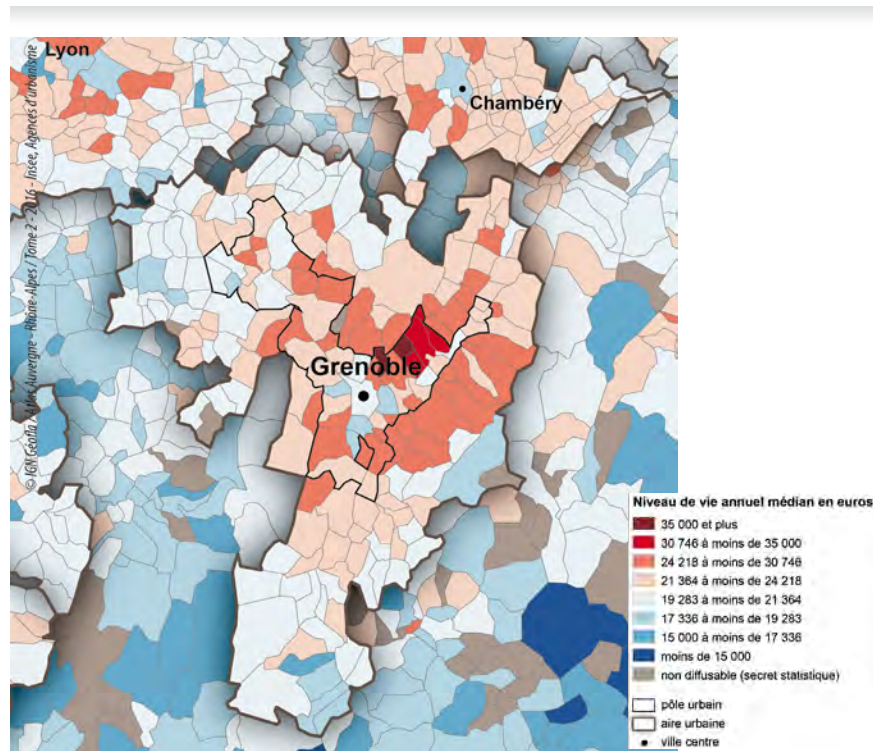 Lyon
Chambéry
Grenoble
© IGN Géofla / Atlas Auvergne - Rhône-Alpes / Tome 2 - 2016 - Insee, Agences d'urbanisme
Niveau de vie annuel médian en euros
35 000 et plus
30 746 à moins de 35 000
24 218 à moins de 30 746
21 364 à moins de 24 218
19 283 à moins de 21 364
17 336 à moins de 19 283
15 000 à moins de 17 336
moins de 15 000
non diffusable (secret statistique)
pôle urbain
aire urbaine
ville centre